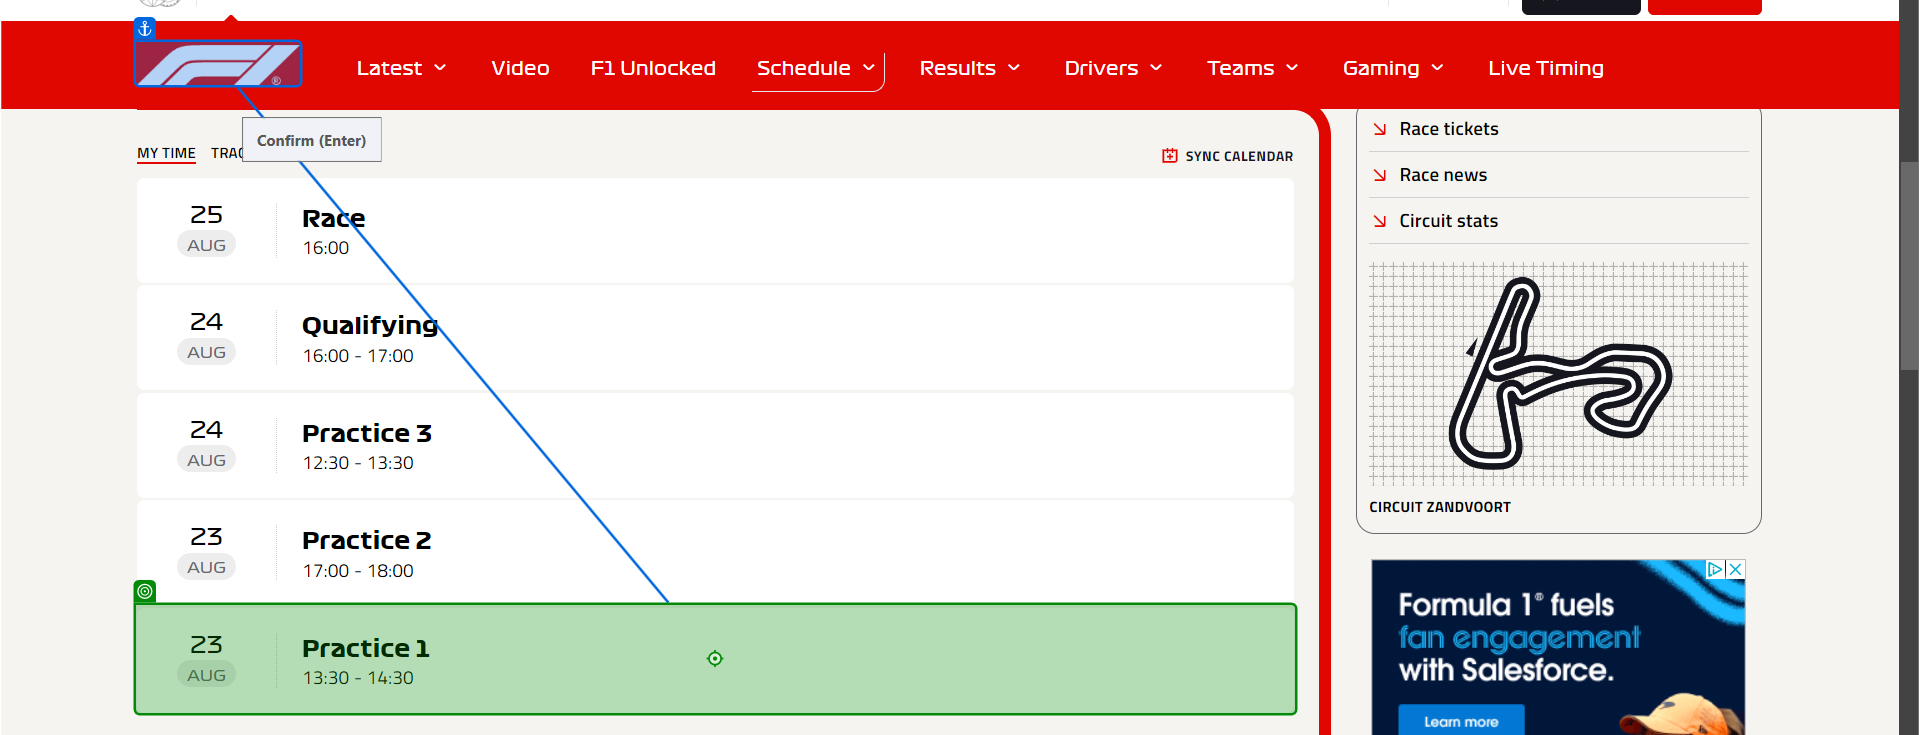 F1®
Latest
Video
F1 Unlocked
Schedule
Results
Drivers
Teams
Gaming
Live Timing
Confirm (Enter)
MY TIME
SYNC CALENDAR
25
AUG
Race
16:00
24
AUG
Qualifying
16:00 - 17:00
24
AUG
Practice 3
12:30 - 13:30
23
AUG
Practice 2
17:00 - 18:00
23
AUG
Practice 1
13:30 - 14:30
Race tickets
Race news
Circuit stats
CIRCUIT ZANDVOORT
Formula 1® fuels
fan engagement
with Salesforce.
Learn more